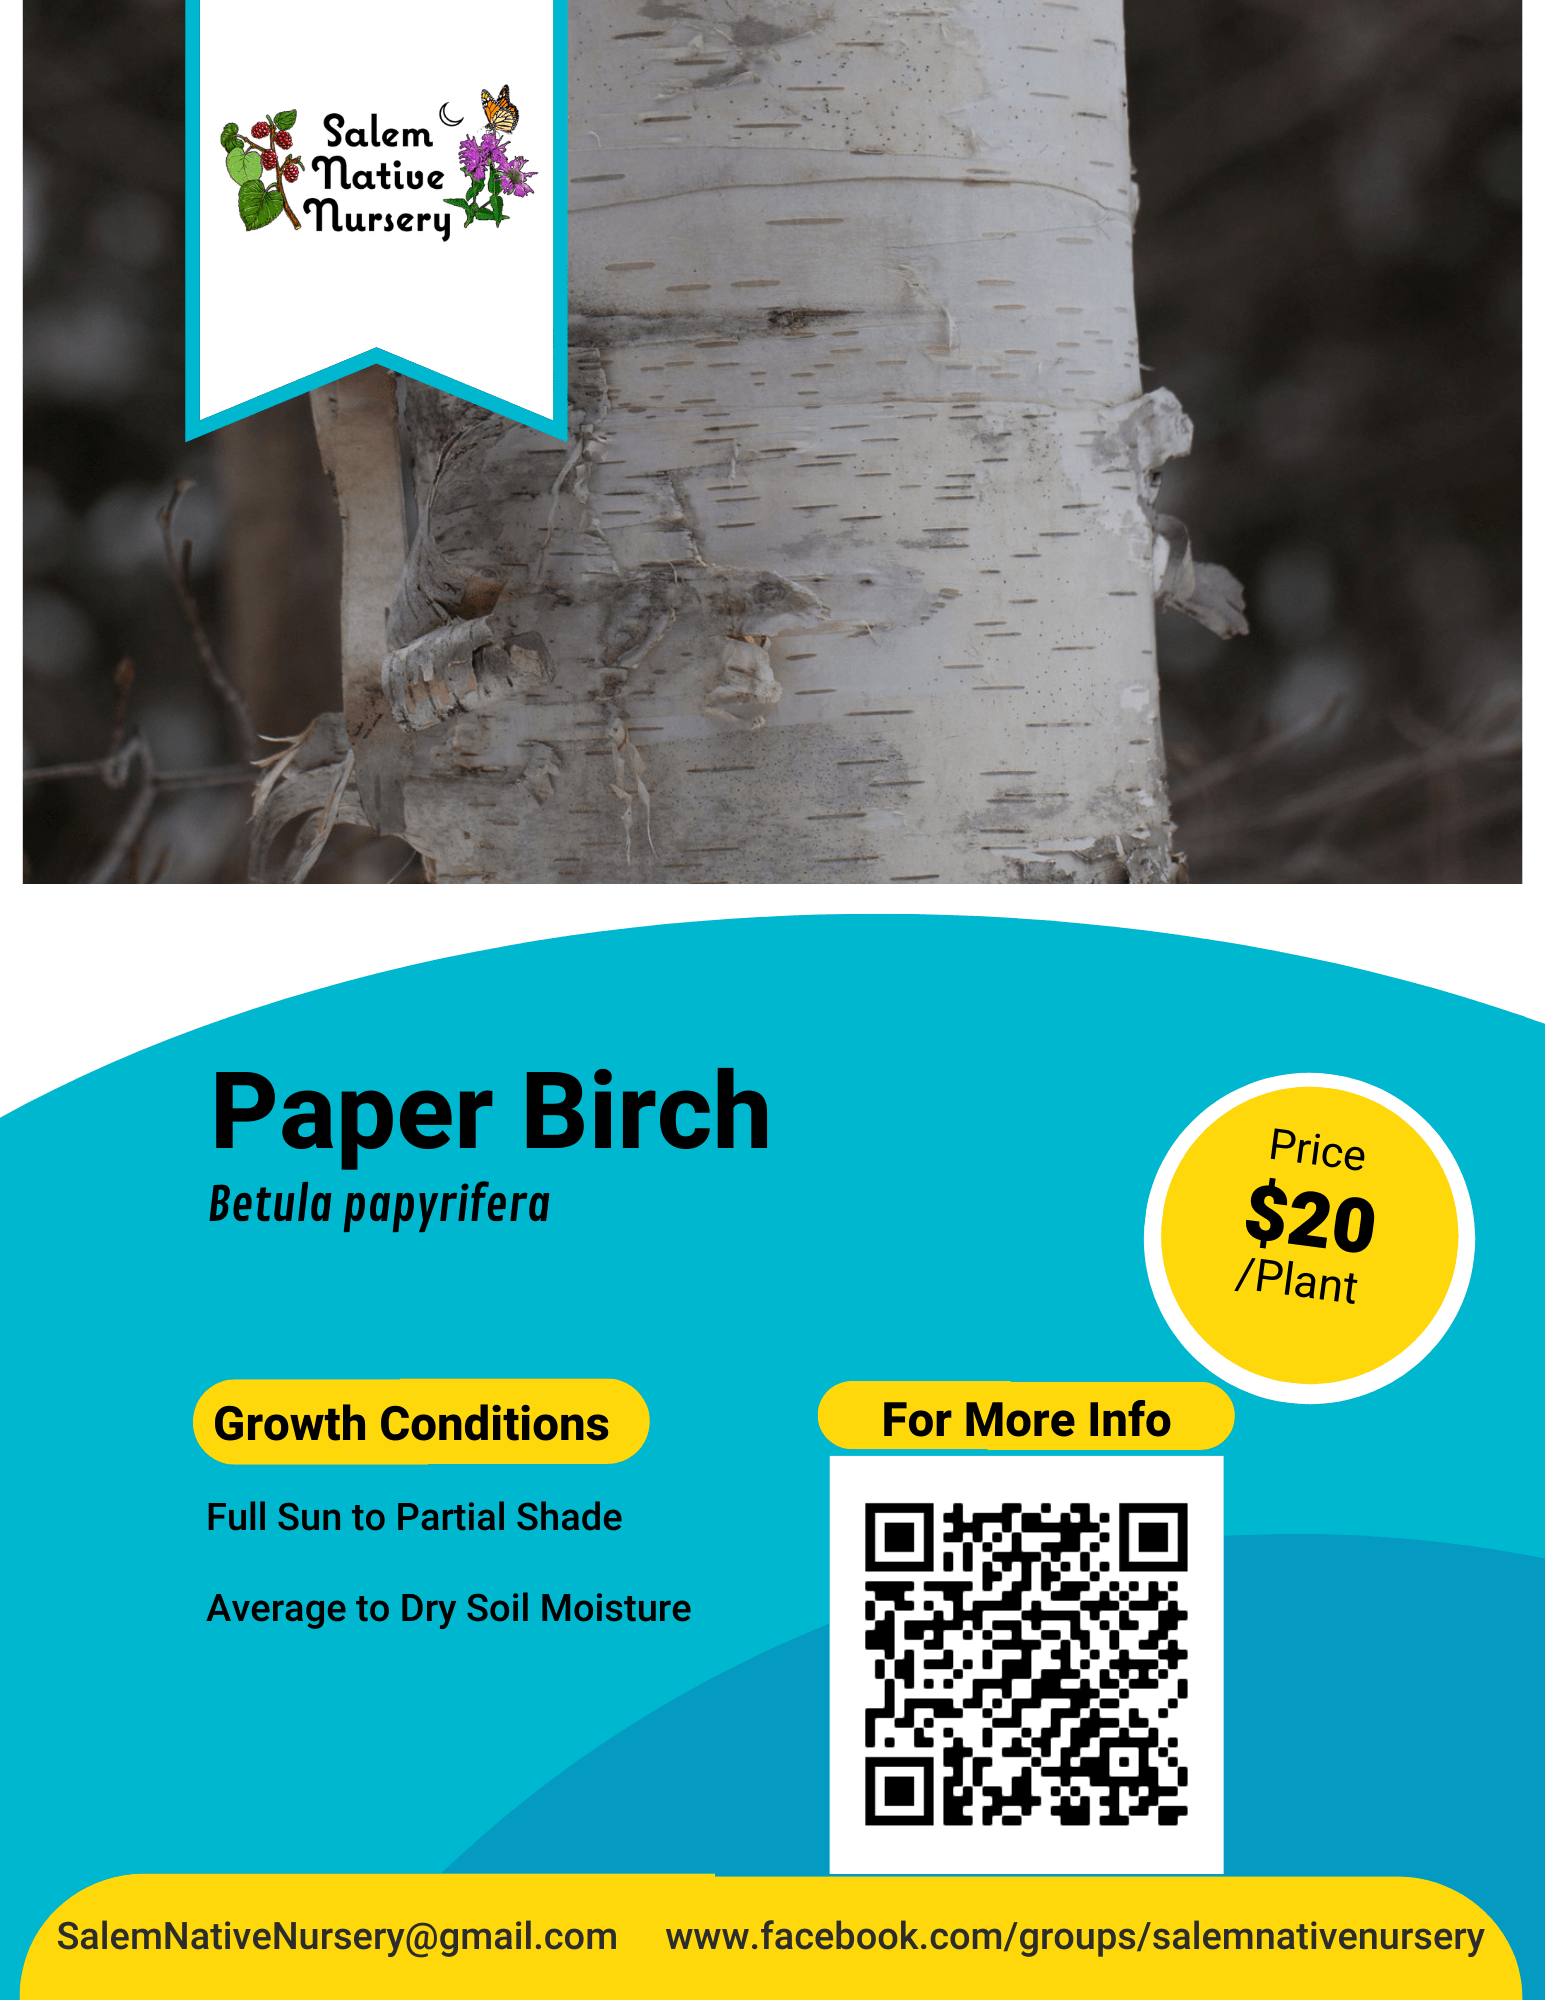 Salem
Native
Nursery
Paper Birch
Betula papyrifera
Price
$20
/Plant
Growth Conditions
Full Sun to Partial Shade
Average to Dry Soil Moisture
For More Info
SalemNativeNursery@gmail.com
www.facebook.com/groups/salemnativenursery